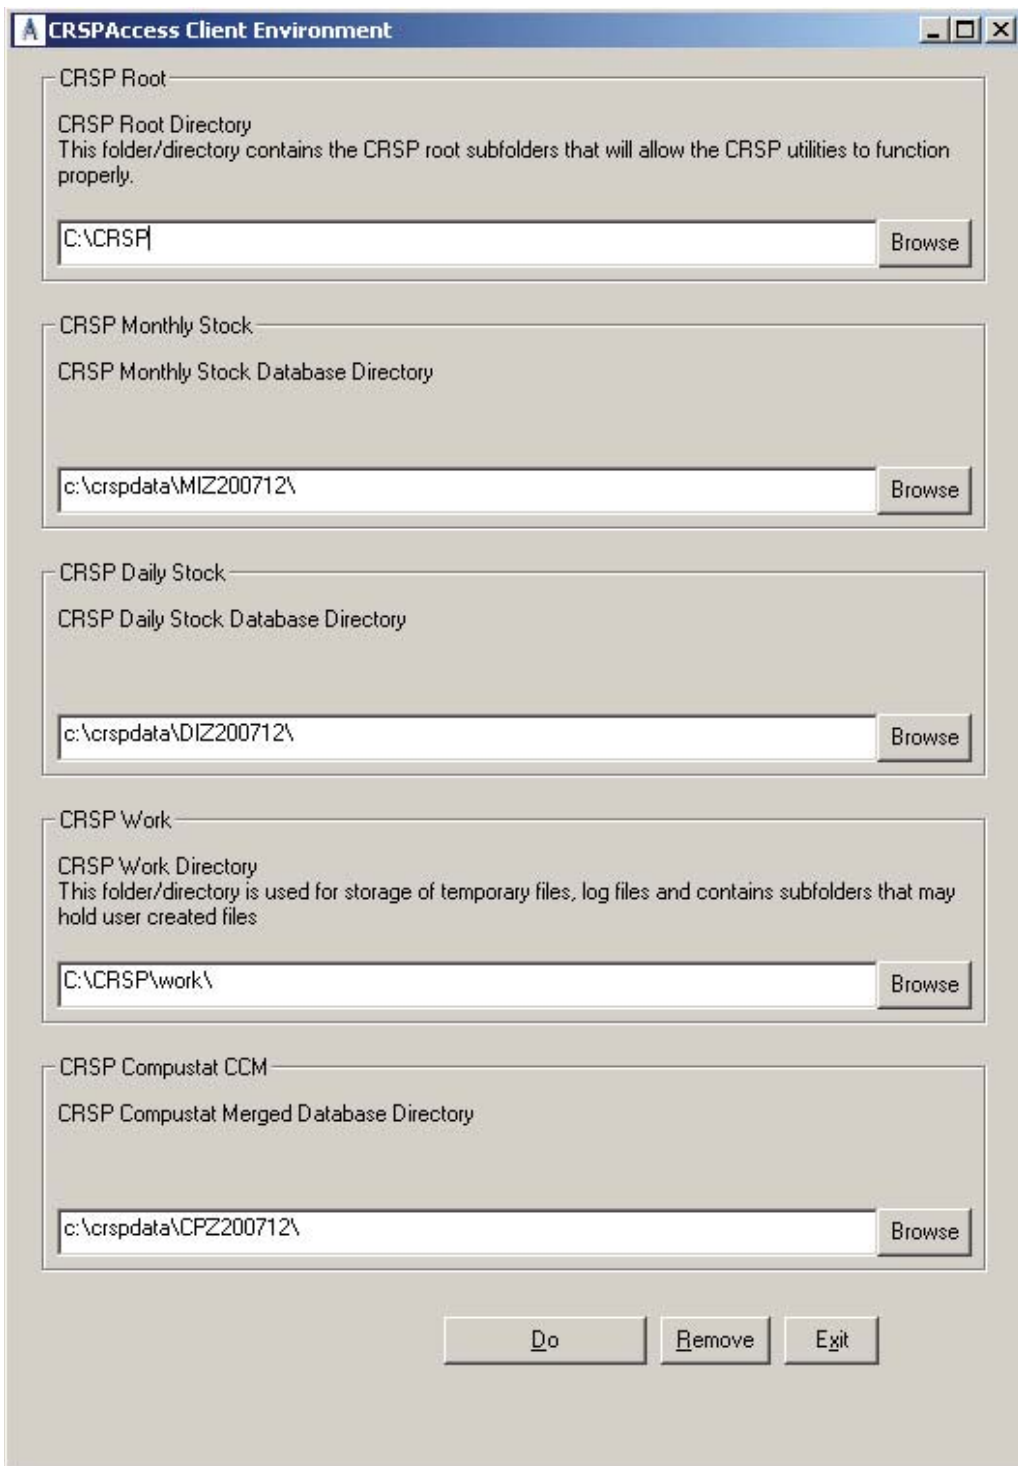 CRSPAccess Client Environment
CRSP Root
CRSP Root Directory
This folder/directory contains the CRSP root subfolders that will allow the CRSP utilities to function
properly.
C:\CRSP
Browse
CRSP Monthly Stock
CRSP Monthly Stock Database Directory
c:\crspdata\MIZ200712\
Browse
CRSP Daily Stock
CRSP Daily Stock Database Directory
c:\crspdata\DIZ200712\
Browse
CRSP Work
CRSP Work Directory
This folder/directory is used for storage of temporary files, log files and contains subfolders that may
hold user created files
C:\CRSP\work\
Browse
CRSP Compustat CCM
CRSP Compustat Merged Database Directory
c:\crspdata\CPZ200712\
Browse
Do Remove Exit